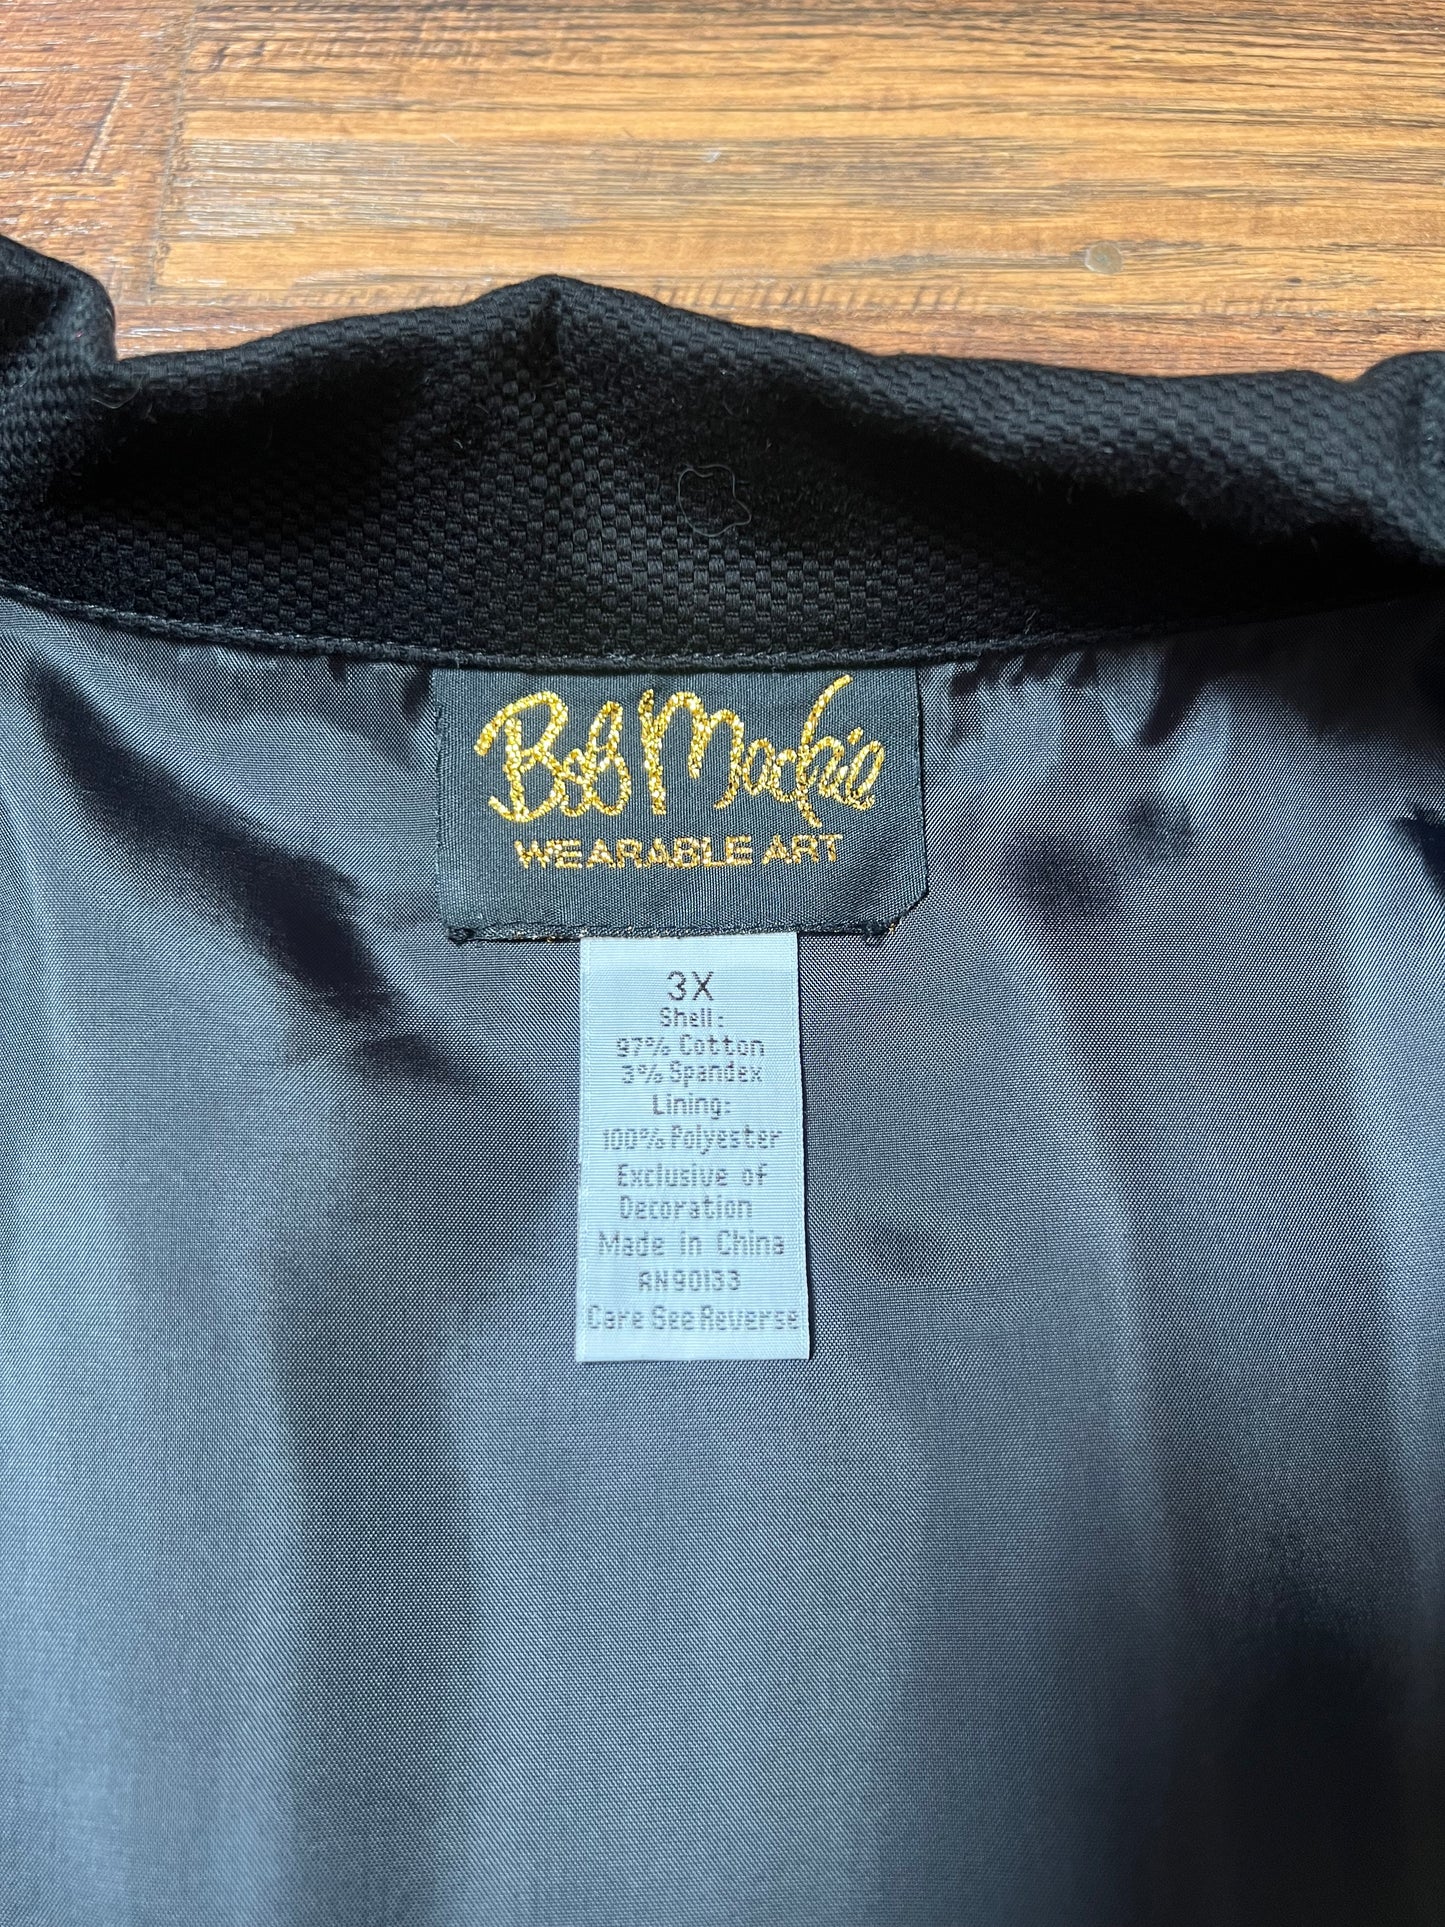 Bob Mackie
WEARABLE ART
3X
Shell:
97% Cotton
3% Spandex
Lining:
100% Polyester
Exclusive of
Decoration
Made in China
RN90133
Care See Reverse